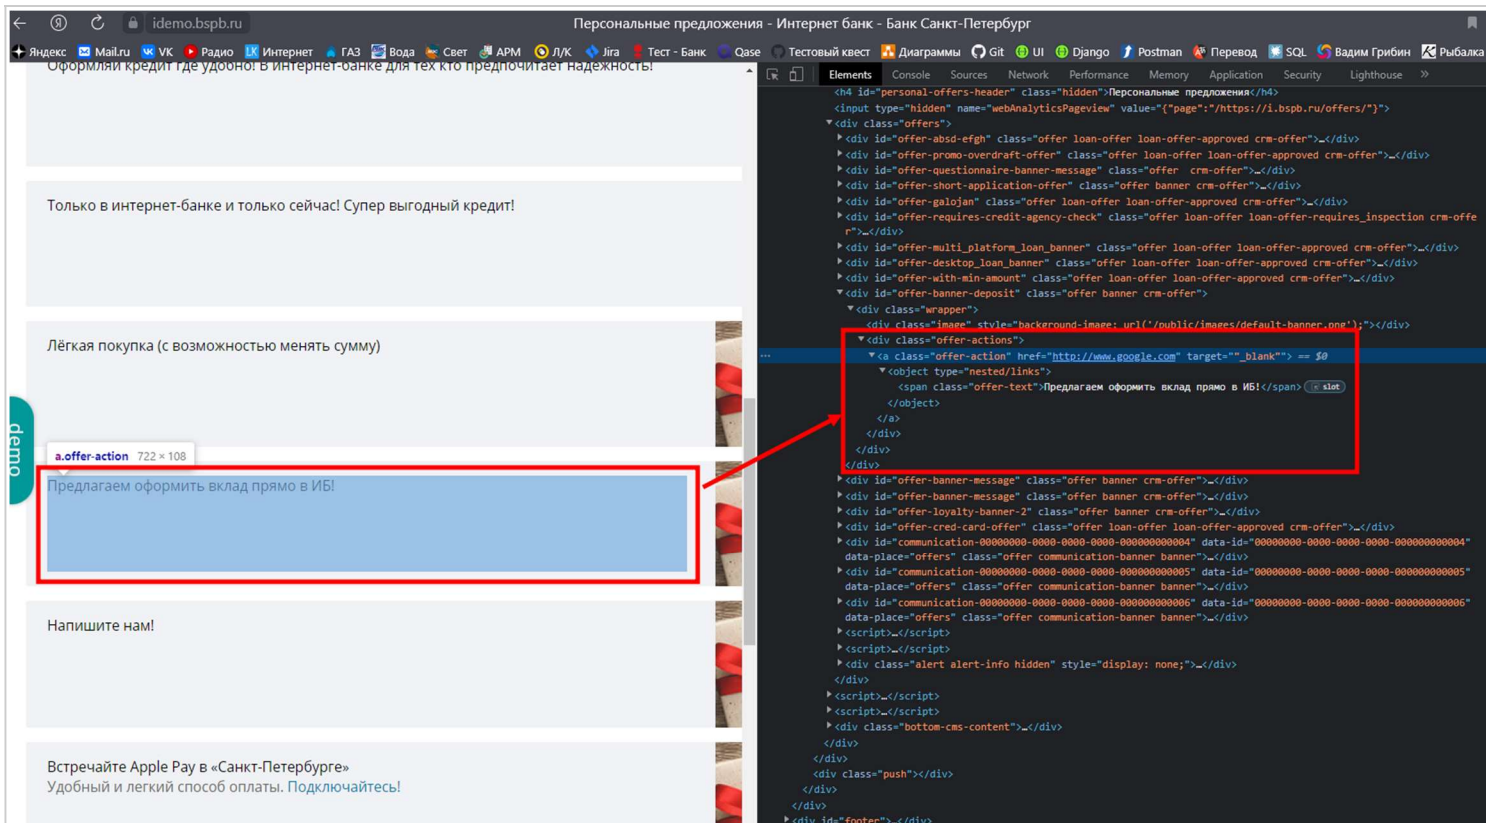 idemo.bspb.ru
Персональные предложения - Интернет банк - Банк Санкт-Петербург
Яндекс Mail.ru VK Радио Интернет ГАЗ Вода Свет АРМ Л/К Jira Тест - Банк Qase Тестовый квест Диаграммы Git UI Django Postman Перевод SQL Вадим Грибин Рыбалка
Оформляй кредит где удобно! В интернет-банке для тех кто предпочитает надежность!
Только в интернет-банке и только сейчас! Супер выгодный кредит!
Лёгкая покупка (с возможностью менять сумму)
demo
a.offer-action 722 × 108
Предлагаем оформить вклад прямо в ИБ!
Напишите нам!
Встречайте Apple Pay в «Санкт-Петербурге»
Удобный и легкий способ оплаты. Подключайтесь!
Elements Console Sources Network Performance Memory Application Security Lighthouse »
<h4 id="personal-offers-header" class="hidden">Персональные предложения</h4>
<input type="hidden" name="webAnalyticsPageview" value="{"page":"/https://i.bspb.ru/offers/"}">
<div class="offers">
<div id="offer-absd-efgh" class="offer loan-offer loan-offer-approved crm-offer">…</div>
<div id="offer-promo-overdraft-offer" class="offer loan-offer loan-offer-approved crm-offer">…</div>
<div id="offer-questionnaire-banner-message" class="offer  crm-offer">…</div>
<div id="offer-short-application-offer" class="offer banner crm-offer">…</div>
<div id="offer-galojan" class="offer loan-offer loan-offer-approved crm-offer">…</div>
<div id="offer-requires-credit-agency-check" class="offer loan-offer loan-offer-requires_inspection crm-offe
r">…</div>
<div id="offer-multi_platform_loan_banner" class="offer loan-offer loan-offer-approved crm-offer">…</div>
<div id="offer-desktop_loan_banner" class="offer loan-offer loan-offer-approved crm-offer">…</div>
<div id="offer-with-min-amount" class="offer loan-offer loan-offer-approved crm-offer">…</div>
<div id="offer-banner-deposit" class="offer banner crm-offer">
<div class="wrapper">
<div class="image" style="background-image: url('/public/images/default-banner.png');"></div>
<div class="offer-actions">
… <a class="offer-action" href="http://www.google.com" target=""_blank""> == $0
<object type="nested/links">
<span class="offer-text">Предлагаем оформить вклад прямо в ИБ!</span> slot
</object>
</a>
</div>
</div>
</div>
<div id="offer-banner-message" class="offer banner crm-offer">…</div>
<div id="offer-banner-message" class="offer banner crm-offer">…</div>
<div id="offer-loyalty-banner-2" class="offer banner crm-offer">…</div>
<div id="offer-cred-card-offer" class="offer loan-offer loan-offer-approved crm-offer">…</div>
<div id="communication-00000000-0000-0000-0000-000000000004" data-id="00000000-0000-0000-0000-000000000004"
data-place="offers" class="offer communication-banner banner">…</div>
<div id="communication-00000000-0000-0000-0000-000000000005" data-id="00000000-0000-0000-0000-000000000005"
data-place="offers" class="offer communication-banner banner">…</div>
<div id="communication-00000000-0000-0000-0000-000000000006" data-id="00000000-0000-0000-0000-000000000006"
data-place="offers" class="offer communication-banner banner">…</div>
<script>…</script>
<script>…</script>
<div class="alert alert-info hidden" style="display: none;">…</div>
</div>
<script>…</script>
<script>…</script>
<div class="bottom-cms-content">…</div>
</div>
</div>
<div class="push"></div>
</div>
</div>
<div id="footer">…</div>